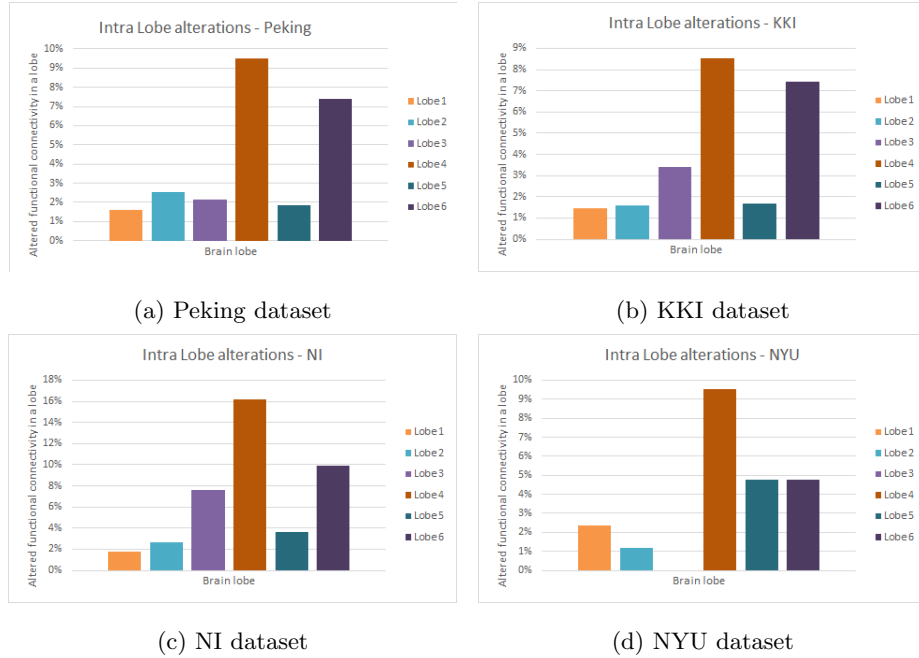 Intra Lobe alterations - Peking
Altered functional connectivity in a lobe
10%
9%
8%
7%
6%
5%
4%
3%
2%
1%
0%
Brain lobe
Lobe 1
Lobe 2
Lobe 3
Lobe 4
Lobe 5
Lobe 6
(a) Peking dataset
Intra Lobe alterations - KKI
Altered functional connectivity in a lobe
9%
8%
7%
6%
5%
4%
3%
2%
1%
0%
Brain lobe
Lobe 1
Lobe 2
Lobe 3
Lobe 4
Lobe 5
Lobe 6
(b) KKI dataset
Intra Lobe alterations - NI
Altered functional connectivity in a lobe
18%
16%
14%
12%
10%
8%
6%
4%
2%
0%
Brain lobe
Lobe 1
Lobe 2
Lobe 3
Lobe 4
Lobe 5
Lobe 6
(c) NI dataset
Intra Lobe alterations - NYU
Altered functional connectivity in a lobe
10%
9%
8%
7%
6%
5%
4%
3%
2%
1%
0%
Brain lobe
Lobe 1
Lobe 2
Lobe 3
Lobe 4
Lobe 5
Lobe 6
(d) NYU dataset